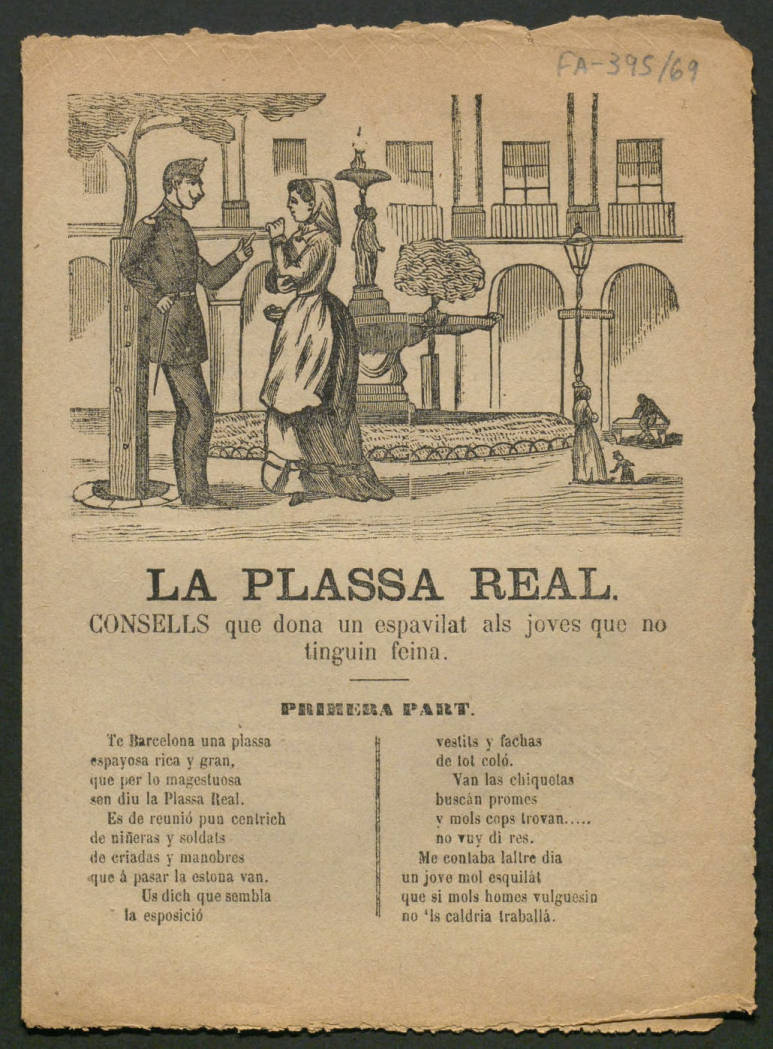 FA-395/69
LA PLASSA REAL.
CONSELLS que dona un espavilat als joves que no
tinguin feina.
PRIMERA PART.
Te Barcelona una plassa
espayosa rica y gran,
que per lo magestuosa
sen diu la Plassa Real.
Es de reunió pun centrich
de niñeras y soldats
de criadas y manobres
que á pasar la estona van.
Us dich que sembla
la esposició
vestits y fachas
de tot coló.
Van las chiquetas
buscàn promes
y mols cops trovan.....
no vuy di res.
Me contaba laltre dia
un jove mol esquilàt
que si mols homes vulguesin
no 'ls caldria traballà.